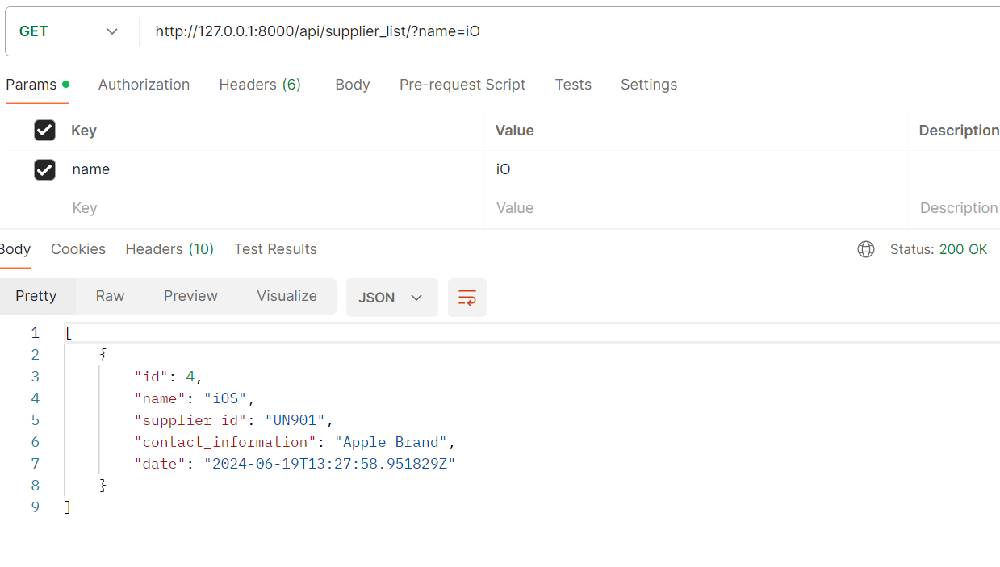 GET http://127.0.0.1:8000/api/supplier_list/?name=iO
Params Authorization Headers (6) Body Pre-request Script Tests Settings
Key Value Description
name iO
Key Value Description
Body Cookies Headers (10) Test Results Status: 200 OK
Pretty Raw Preview Visualize JSON
1 [
2 {
3 "id": 4,
4 "name": "iOS",
5 "supplier_id": "UN901",
6 "contact_information": "Apple Brand",
7 "date": "2024-06-19T13:27:58.951829Z"
8 }
9 ]